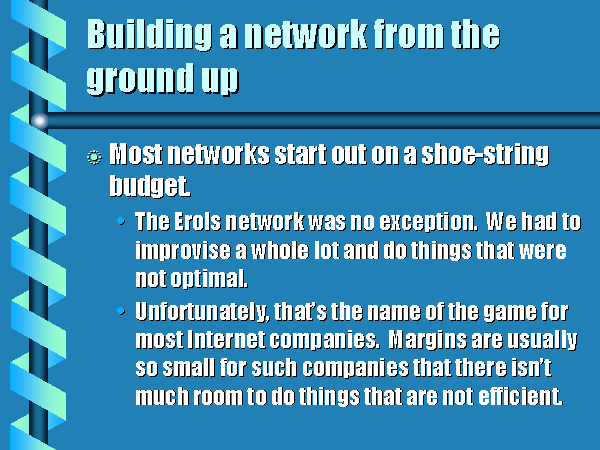 Building a network from the
ground up
Most networks start out on a shoe-string
budget.
The Erols network was no exception.  We had to
improvise a whole lot and do things that were
not optimal.
Unfortunately, that's the name of the game for
most Internet companies.  Margins are usually
so small for such companies that there isn't
much room to do things that are not efficient.